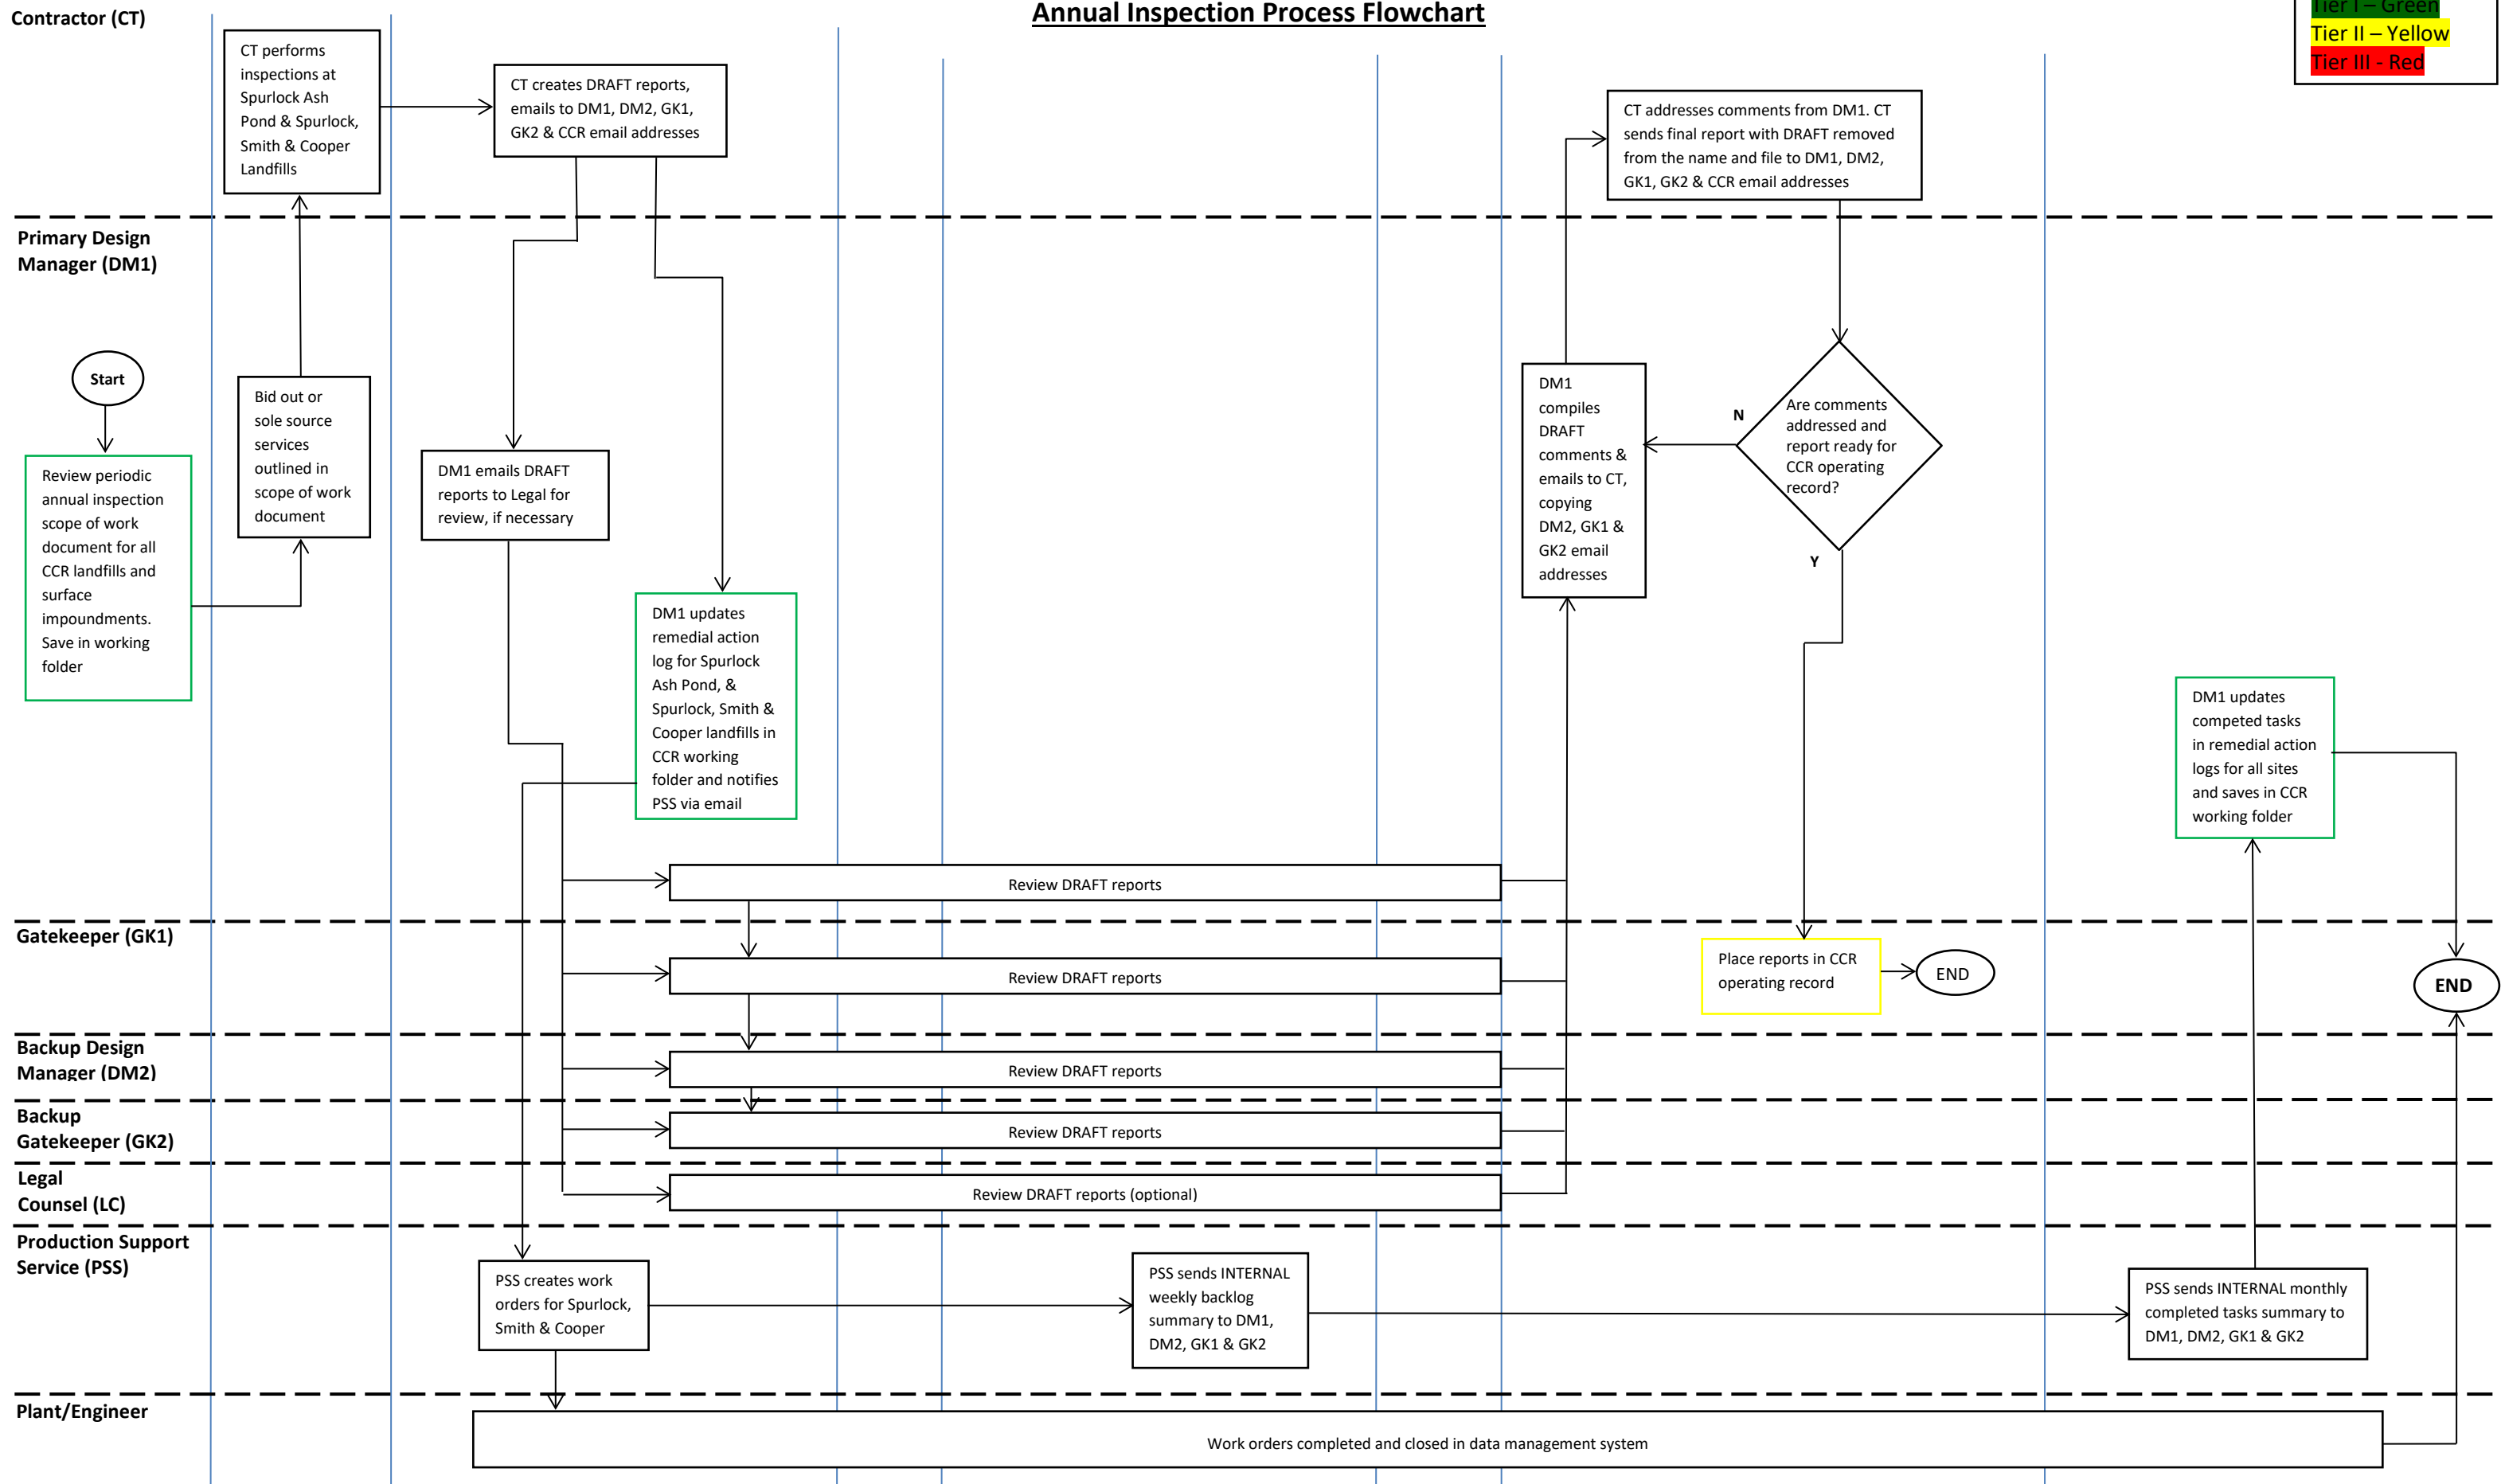 Contractor (CT)
Annual Inspection Process Flowchart
Tier I – Green
Tier II – Yellow
Tier III - Red
CT performs
inspections at
Spurlock Ash
Pond & Spurlock,
Smith & Cooper
Landfills
CT creates DRAFT reports,
emails to DM1, DM2, GK1,
GK2 & CCR email addresses
CT addresses comments from DM1. CT
sends final report with DRAFT removed
from the name and file to DM1, DM2,
GK1, GK2 & CCR email addresses
Primary Design
Manager (DM1)
Start
Review periodic
annual inspection
scope of work
document for all
CCR landfills and
surface
impoundments.
Save in working
folder
Bid out or
sole source
services
outlined in
scope of work
document
DM1 emails DRAFT
reports to Legal for
review, if necessary
DM1 updates
remedial action
log for Spurlock
Ash Pond, &
Spurlock, Smith &
Cooper landfills in
CCR working
folder and notifies
PSS via email
DM1
compiles
DRAFT
comments &
emails to CT,
copying
DM2, GK1 &
GK2 email
addresses
N
Are comments
addressed and
report ready for
CCR operating
record?
Y
DM1 updates
competed tasks
in remedial action
logs for all sites
and saves in CCR
working folder
Review DRAFT reports
Gatekeeper (GK1)
Review DRAFT reports
Place reports in CCR
operating record
END
END
Backup Design
Manager (DM2)
Review DRAFT reports
Backup
Gatekeeper (GK2)
Review DRAFT reports
Legal
Counsel (LC)
Review DRAFT reports (optional)
Production Support
Service (PSS)
PSS creates work
orders for Spurlock,
Smith & Cooper
PSS sends INTERNAL
weekly backlog
summary to DM1,
DM2, GK1 & GK2
PSS sends INTERNAL monthly
completed tasks summary to
DM1, DM2, GK1 & GK2
Plant/Engineer
Work orders completed and closed in data management system